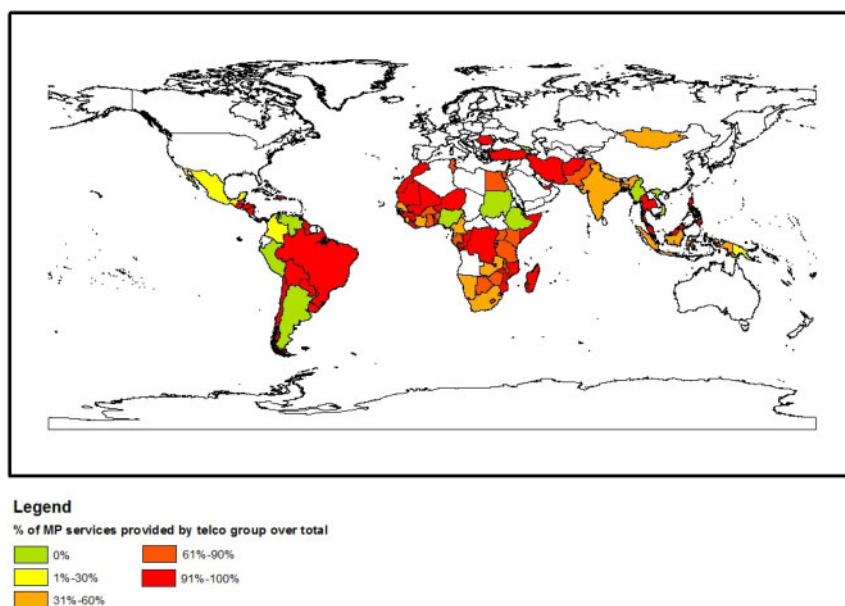 Legend
% of MP services provided by telco group over total
0%
1%-30%
31%-60%
61%-90%
91%-100%